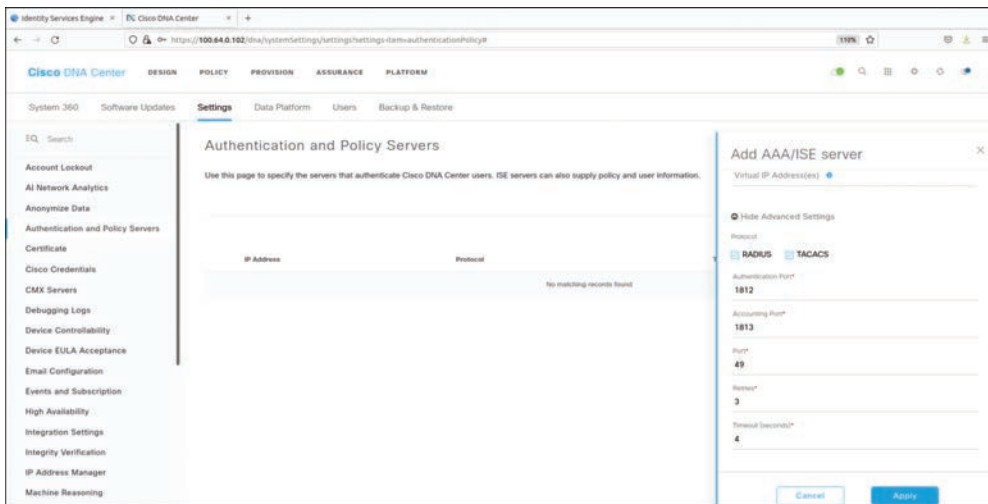 Identity Services Engine
Cisco DNA Center
https://100.64.0.102/dna/systemSettings/settings?settings-item=authenticationPolicy#
110%
Cisco DNA Center DESIGN POLICY PROVISION ASSURANCE PLATFORM
System 360 Software Updates Settings Data Platform Users Backup & Restore
Search
Account Lockout
AI Network Analytics
Anonymize Data
Authentication and Policy Servers
Certificate
Cisco Credentials
CMX Servers
Debugging Logs
Device Controllability
Device EULA Acceptance
Email Configuration
Events and Subscription
High Availability
Integration Settings
Integrity Verification
IP Address Manager
Machine Reasoning
Authentication and Policy Servers
Use this page to specify the servers that authenticate Cisco DNA Center users. ISE servers can also supply policy and user information.
IP Address Protocol T
No matching records found
Add AAA/ISE server
Virtual IP Address(es)
Hide Advanced Settings
Protocol
RADIUS TACACS
Authentication Port*
1812
Accounting Port*
1813
Port*
49
Retries*
3
Timeout (seconds)*
4
Cancel Apply